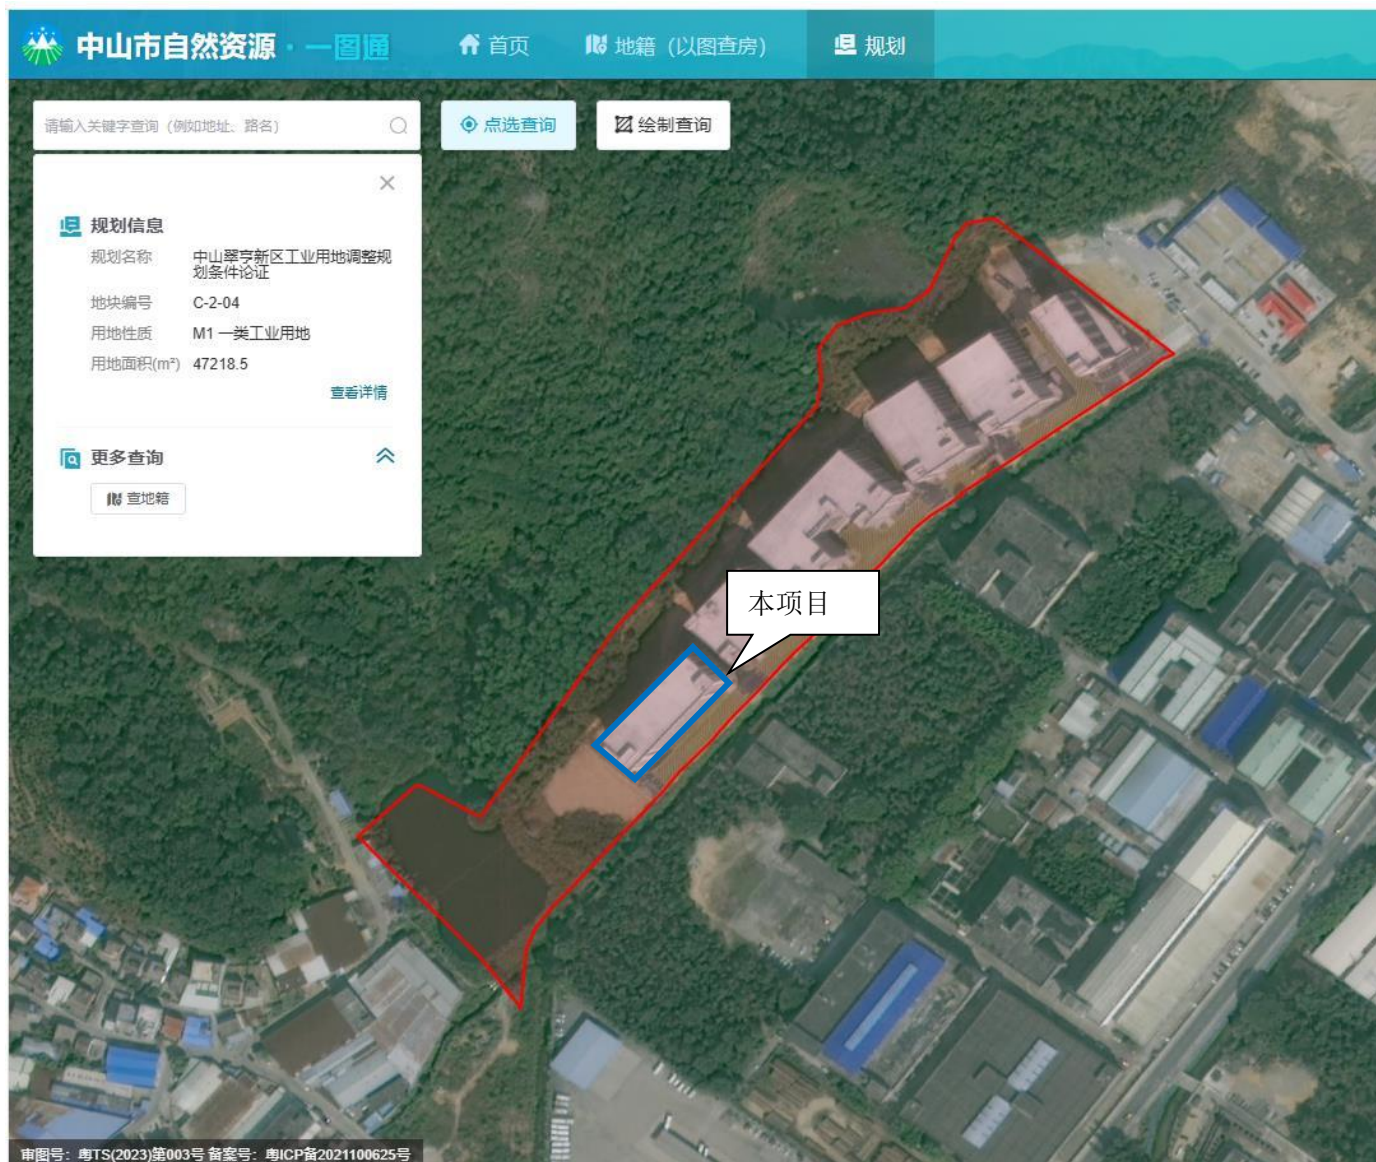 中山市自然资源·一图通
首页
地籍（以图查房）
规划
请输入关键字查询（例如地址、路名）
点选查询
绘制查询
规划信息
规划名称 中山翠亨新区工业用地调整规
划条件论证
地块编号 C-2-04
用地性质 M1 一类工业用地
用地面积(m²) 47218.5
查看详情
更多查询
查地籍
本项目
审图号：粤TS(2023)第003号 备案号：粤ICP备2021100625号